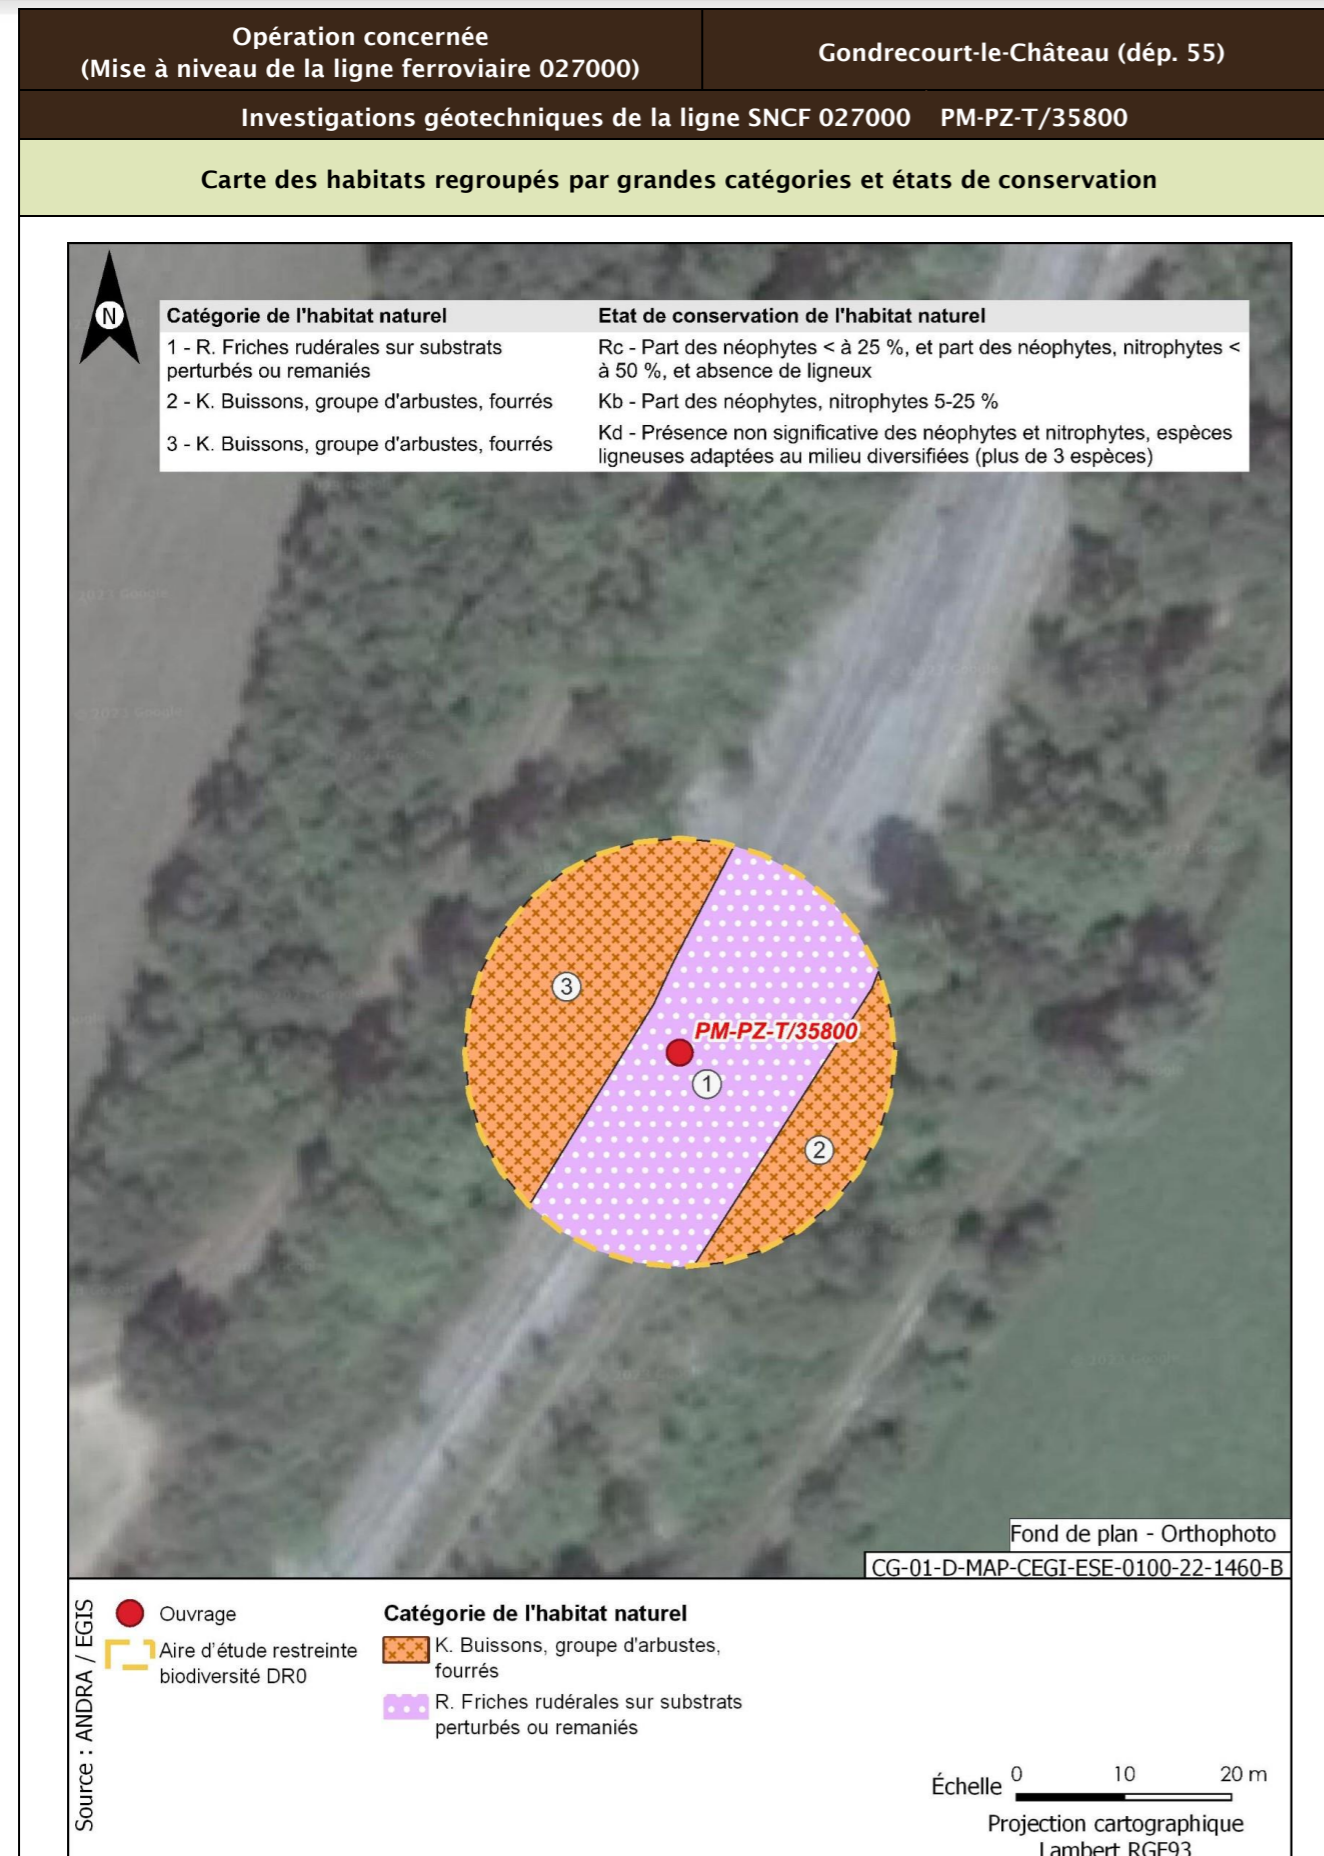 Opération concernée
(Mise à niveau de la ligne ferroviaire 027000)
Gondrecourt-le-Château (dép. 55)
Investigations géotechniques de la ligne SNCF 027000 PM-PZ-T/35800
Carte des habitats regroupés par grandes catégories et états de conservation
N
Catégorie de l'habitat naturel
Etat de conservation de l'habitat naturel
1 - R. Friches rudérales sur substrats
perturbés ou remaniés
Rc - Part des néophytes < à 25 %, et part des néophytes, nitrophytes <
à 50 %, et absence de ligneux
2 - K. Buissons, groupe d'arbustes, fourrés
Kb - Part des néophytes, nitrophytes 5-25 %
3 - K. Buissons, groupe d'arbustes, fourrés
Kd - Présence non significative des néophytes et nitrophytes, espèces
ligneuses adaptées au milieu diversifiées (plus de 3 espèces)
3
PM-PZ-T/35800
1
2
Fond de plan - Orthophoto
CG-01-D-MAP-CEGI-ESE-0100-22-1460-B
Source : ANDRA / EGIS
Ouvrage
Aire d'étude restreinte
biodiversité DR0
Catégorie de l'habitat naturel
K. Buissons, groupe d'arbustes,
fourrés
R. Friches rudérales sur substrats
perturbés ou remaniés
Échelle 0 10 20 m
Projection cartographique
Lambert RGF93